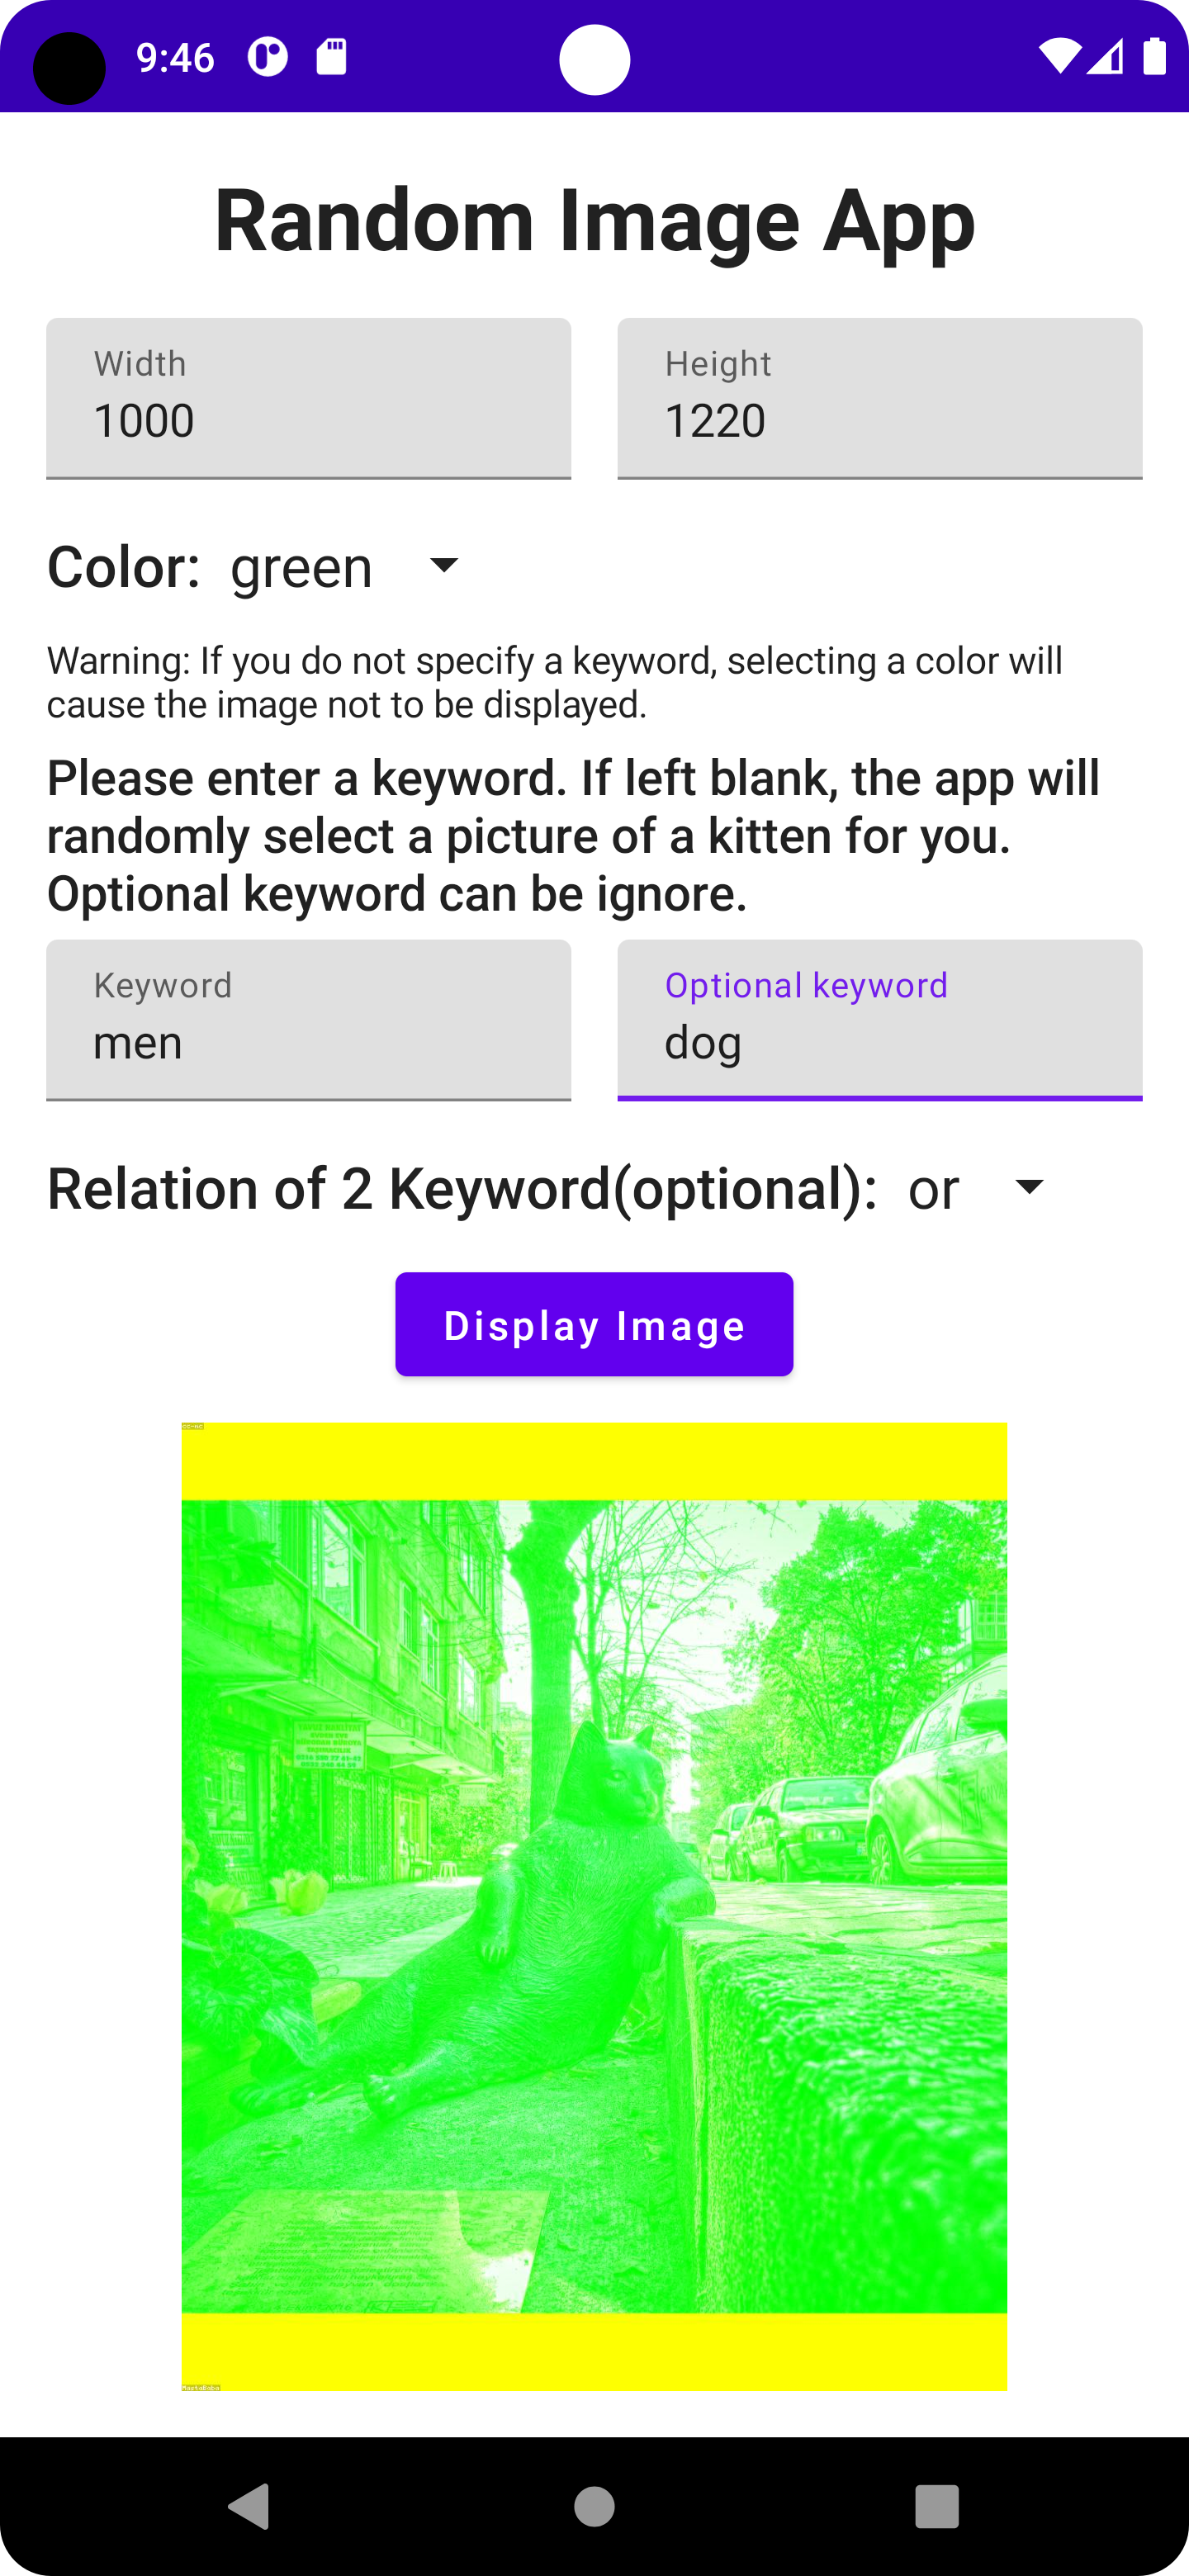 9:46
Random Image App
Width
1000
Height
1220
Color: green
Warning: If you do not specify a keyword, selecting a color will
cause the image not to be displayed.
Please enter a keyword. If left blank, the app will
randomly select a picture of a kitten for you.
Optional keyword can be ignore.
Keyword
men
Optional keyword
dog
Relation of 2 Keyword(optional): or
Display Image